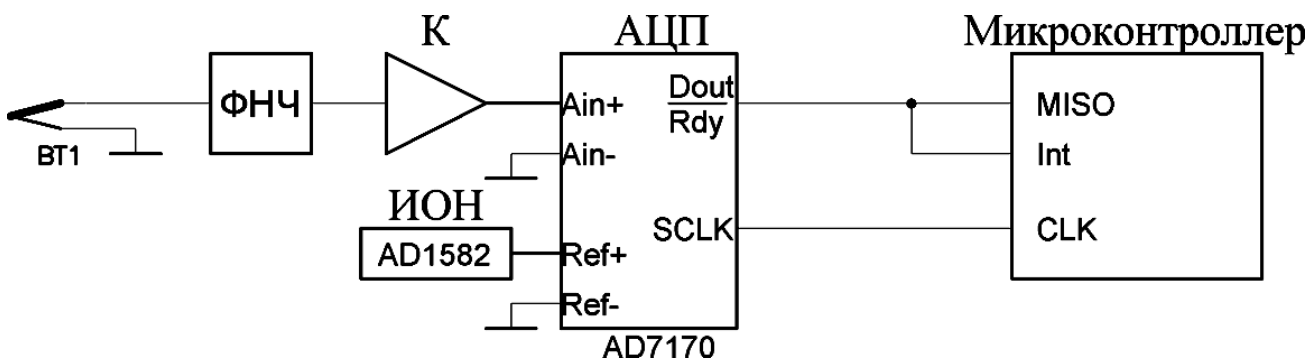 К
АЦП
Микроконтроллер
ФНЧ
BT1
Ain+
Ain-
Dout
Rdy
MISO
Int
ИОН
AD1582
Ref+
Ref-
SCLK
CLK
AD7170